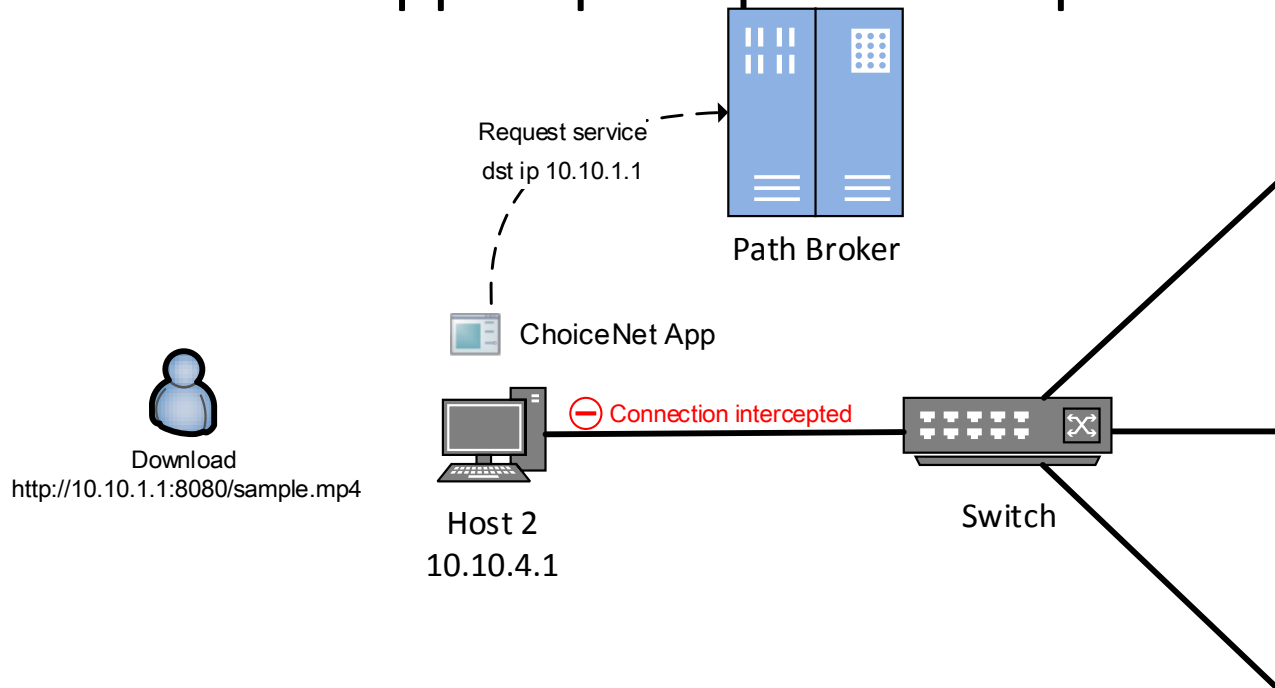 Request service
dst ip 10.10.1.1
Path Broker
ChoiceNet App
Connection intercepted
Download
http://10.10.1.1:8080/sample.mp4
Host 2
10.10.4.1
Switch